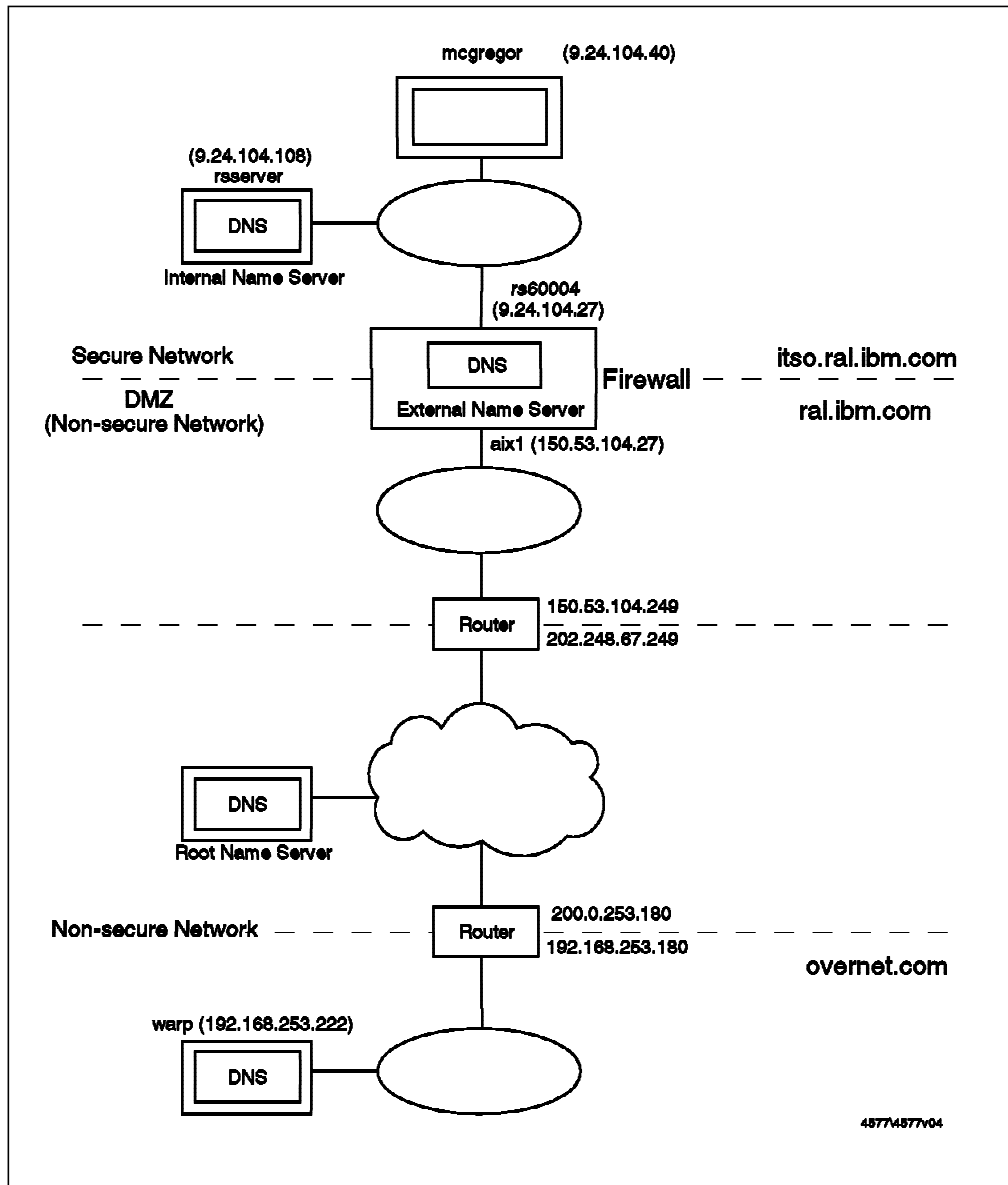 mcgregor (9.24.104.40)
(9.24.104.108)
rsserver
DNS
Internal Name Server
rs60004
(9.24.104.27)
Secure Network
DNS
Firewall
itso.ral.ibm.com
DMZ
(Non-secure Network)
External Name Server
ral.ibm.com
aix1 (150.53.104.27)
150.53.104.249
Router
202.248.67.249
DNS
Root Name Server
200.0.253.180
Non-secure Network
Router
192.168.253.180
overnet.com
warp (192.168.253.222)
DNS
4577\4577v04